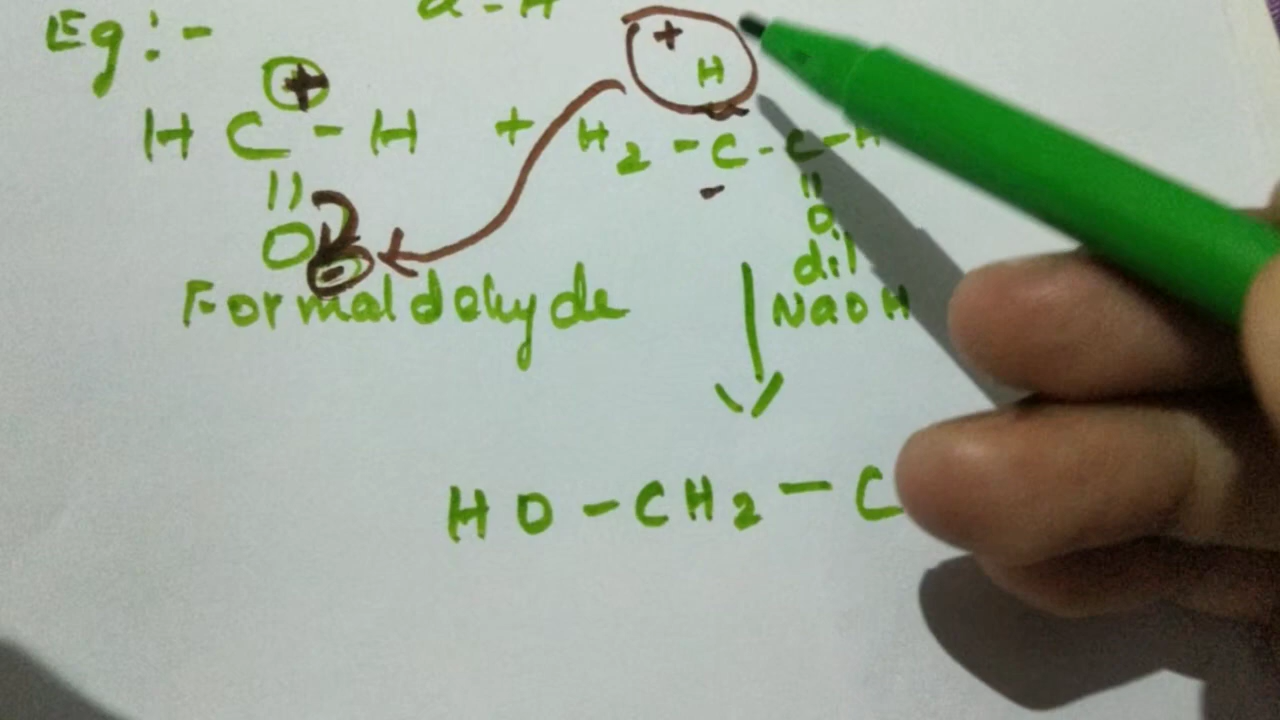 Eg :-
α-H
+
H
+
H C - H + H2 - C - C - H
-
||
O
-
||
O
dil
Formaldehyde
NaOH
HO - CH2 - C